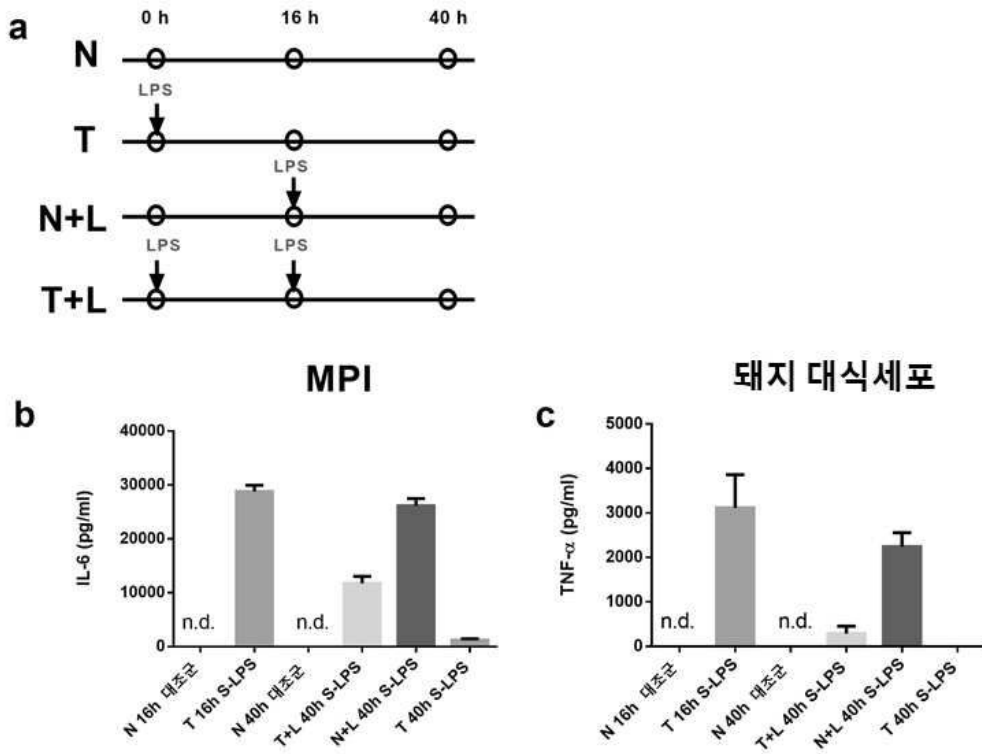 a
0 h 16 h 40 h
N
LPS
T
LPS
N+L
LPS LPS
T+L
MPI
돼지 대식세포
b
40000
30000
20000
10000
0
IL-6 (pg/ml)
n.d.
n.d.
N 16h 대조군
T 16h S-LPS
N 40h 대조군
T+L 40h S-LPS
N+L 40h S-LPS
T 40h S-LPS
c
5000
4000
3000
2000
1000
0
TNF-α (pg/ml)
n.d.
n.d.
N 16h 대조군
T 16h S-LPS
N 40h 대조군
T+L 40h S-LPS
N+L 40h S-LPS
T 40h S-LPS